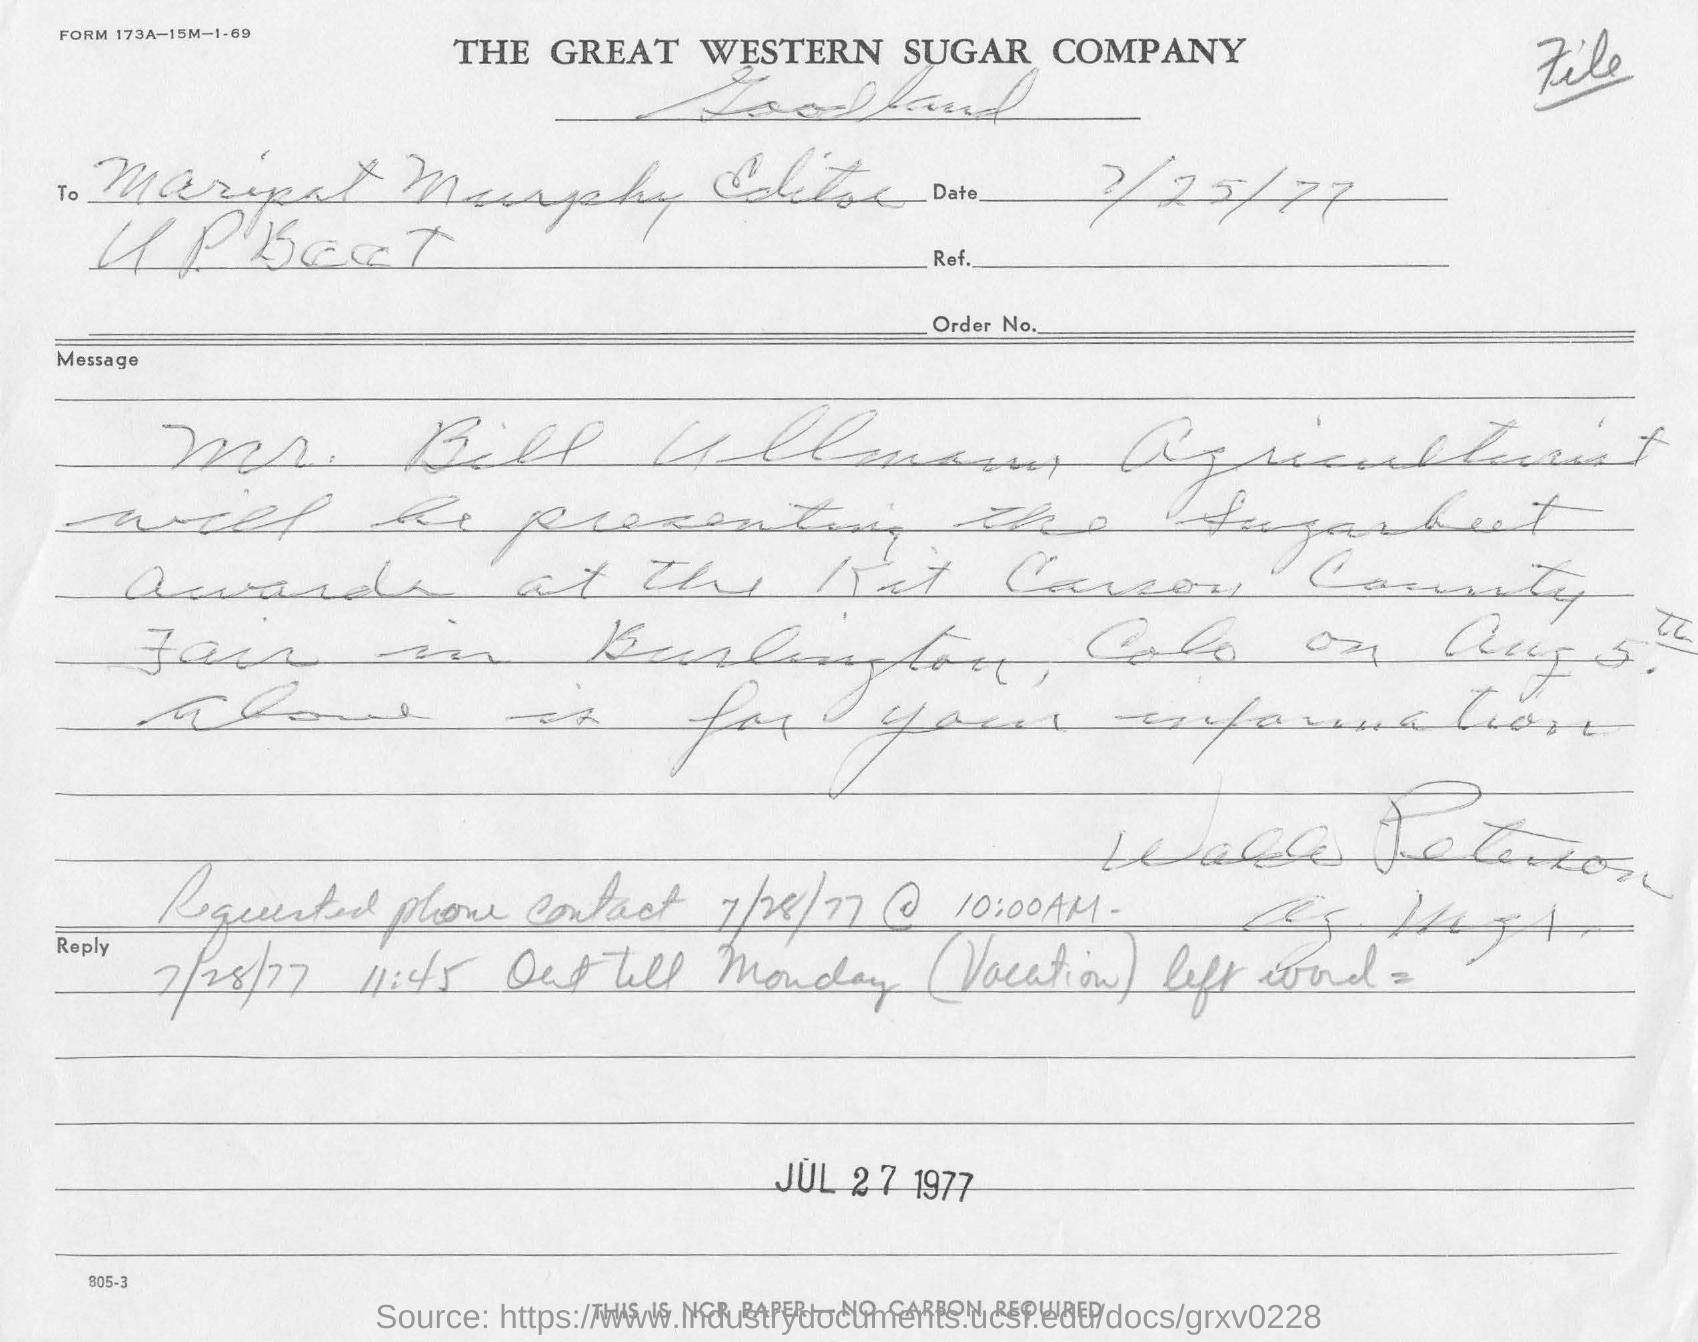 FORM 173A—15M—1-69
THE GREAT WESTERN SUGAR COMPANY
File
Goodland
To Maripat Murphy Editor Date 7/25/77
U P. Beet Ref.
Order No.
Message
Mr. Bill Ullmann, Agriculturist
will be presenting the Sugarbeet
awards at the Kit Carson County
Fair in Burlington, Colo on Aug 5th.
Above is for your information
Waldo Peterson
Requested phone contact 7/28/77 @ 10:00AM- Ag. Mgr.
Reply
7/28/77 11:45 Out till Monday (Vacation) left word =
JUL 27 1977
805-3
THIS IS NCR PAPER—NO CARBON REQUIRED
Source: https://www.industrydocuments.ucsf.edu/docs/grxv0228